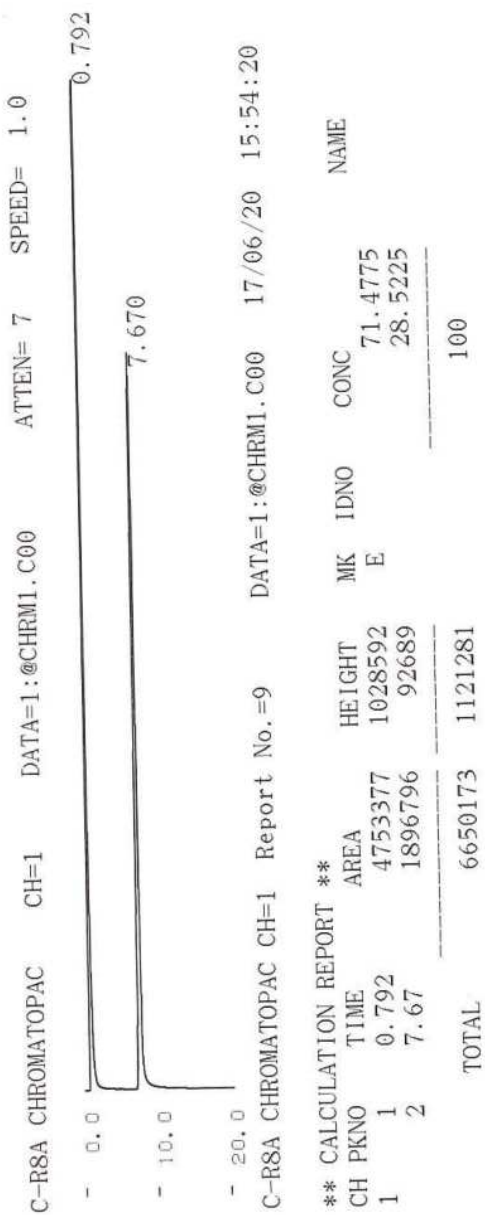 C-R8A CHROMATOPAC CH=1 DATA=1:@CHRM1.C00 ATTEN= 7 SPEED= 1.0
0.792
- 0.0
7.670
- 10.0
- 20.0
C-R8A CHROMATOPAC CH=1 Report No.=9 DATA=1:@CHRM1.C00 17/06/20 15:54:20
** CALCULATION REPORT **
CH PKNO TIME AREA HEIGHT MK IDNO CONC NAME
1 1 0.792 4753377 1028592 E 71.4775
2 7.67 1896796 92689 28.5225
TOTAL 6650173 1121281 100